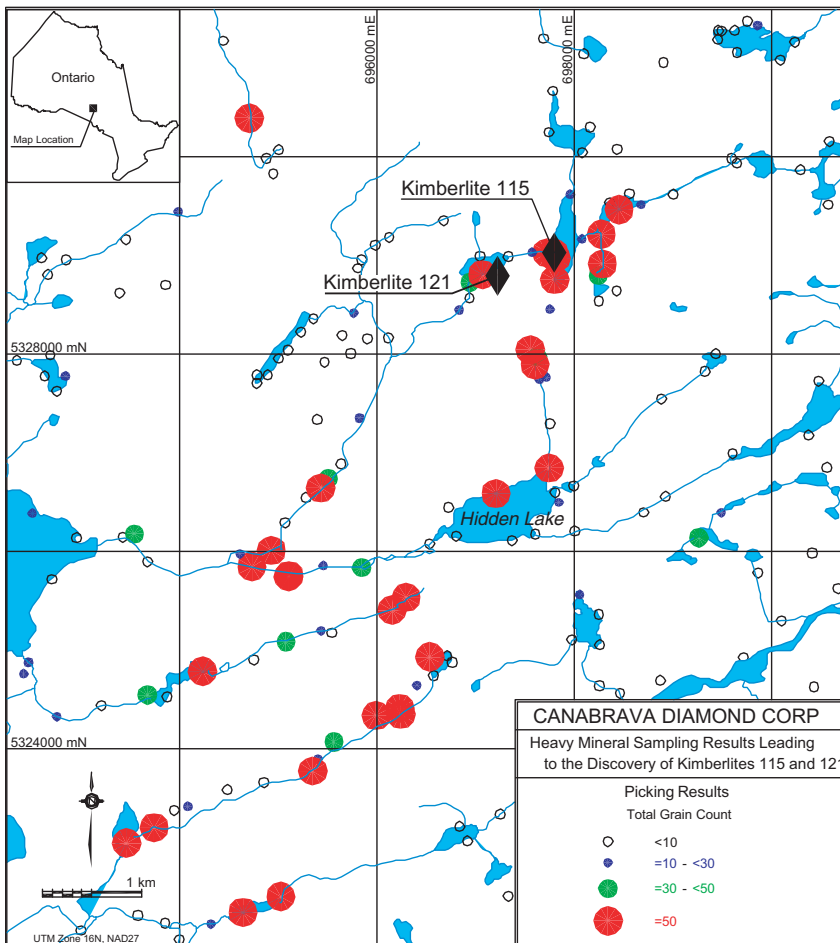 Ontario
Map Location
696000 mE
698000 mE
Kimberlite 115
Kimberlite 121
5328000 mN
Hidden Lake
5324000 mN
1 km
UTM Zone 16N, NAD27
CANABRAVA DIAMOND CORP
Heavy Mineral Sampling Results Leading
to the Discovery of Kimberlites 115 and 121
Picking Results
Total Grain Count
<10
=10 - <30
=30 - <50
=50